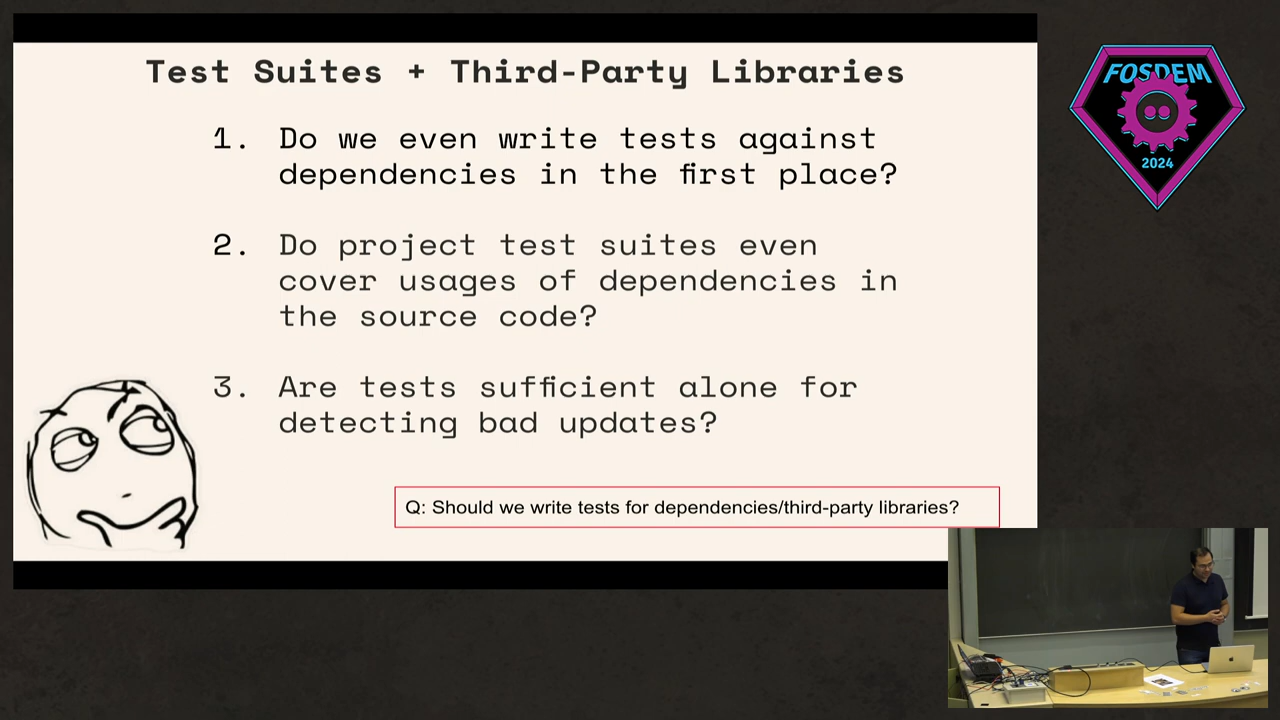 Test Suites + Third-Party Libraries
1. Do we even write tests against
dependencies in the first place?
2. Do project test suites even
cover usages of dependencies in
the source code?
3. Are tests sufficient alone for
detecting bad updates?
Q: Should we write tests for dependencies/third-party libraries?
FOSDEM
2024